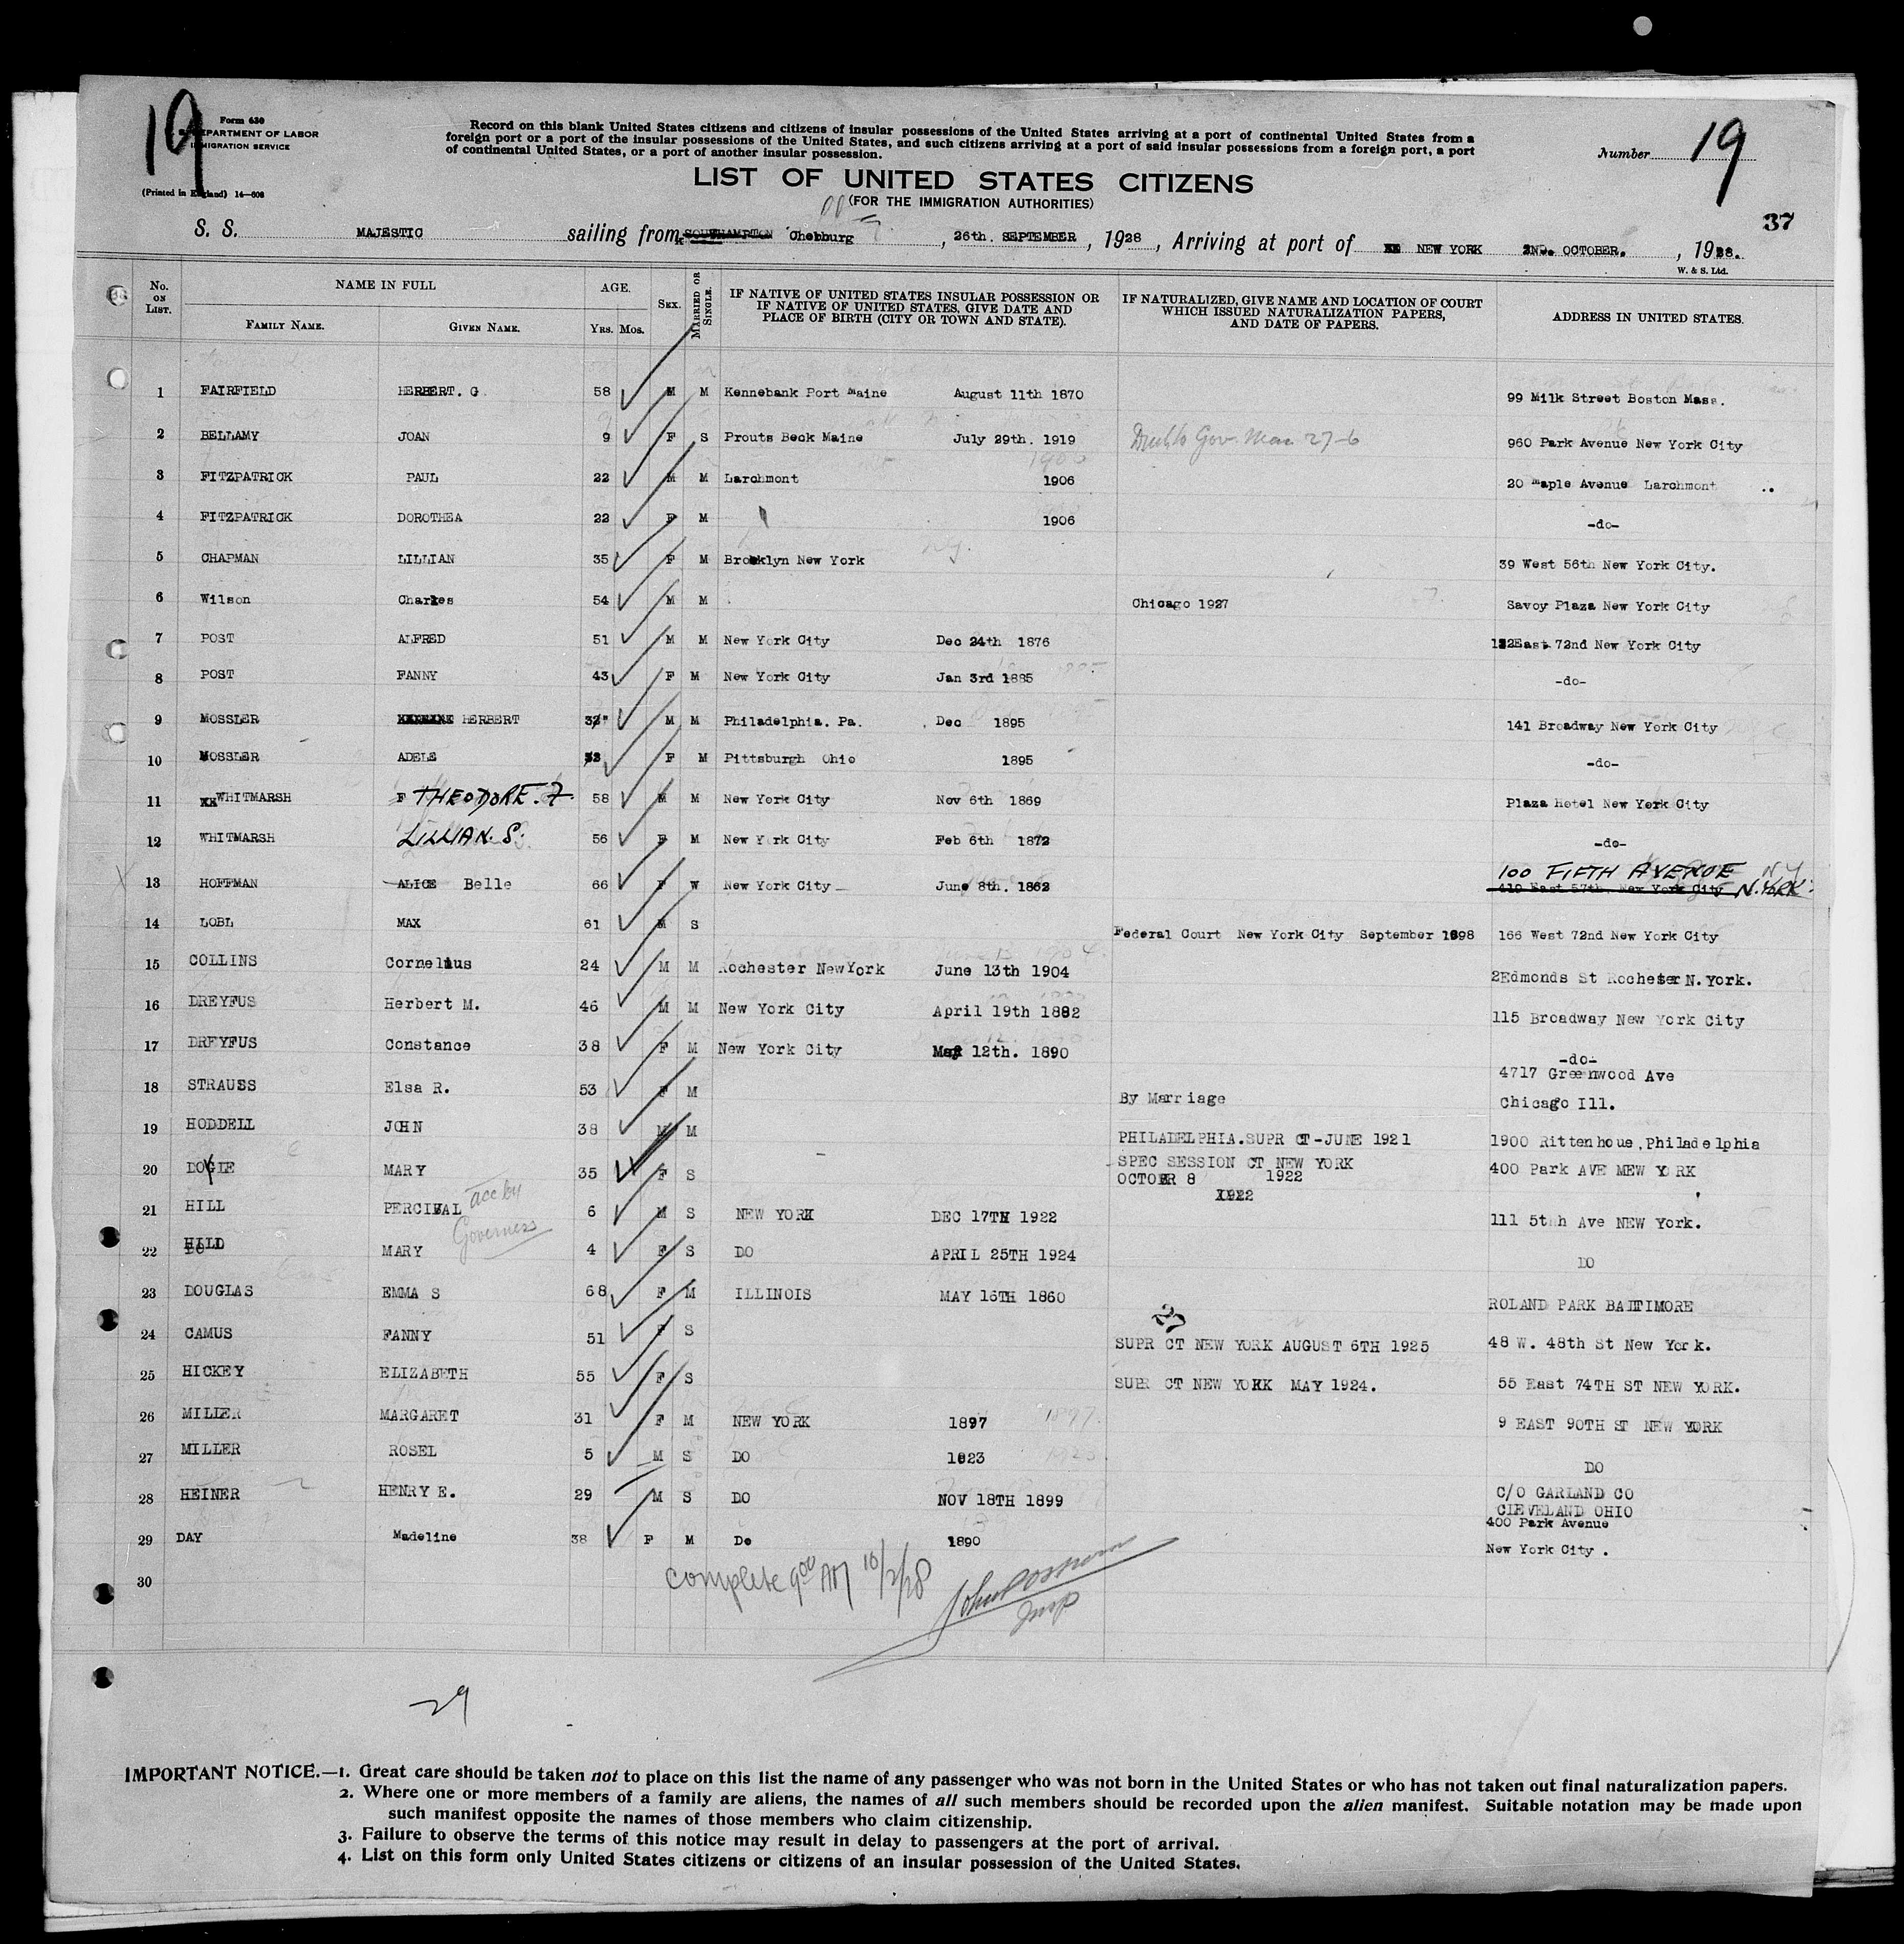 19
Form 630
DEPARTMENT OF LABOR
IMMIGRATION SERVICE
(Printed in England) 14—608
Record on this blank United States citizens and citizens of insular possessions of the United States arriving at a port of continental United States from a
foreign port or a port of the insular possessions of the United States, and such citizens arriving at a port of said insular possessions from a foreign port, a port
of continental United States, or a port of another insular possession.
Number 19
LIST OF UNITED STATES CITIZENS
(FOR THE IMMIGRATION AUTHORITIES)
37
S. S. MAJESTIC sailing from SOUTHAMPTON Chebburg, 26th. SEPTEMBER, 1928, Arriving at port of NEW YORK 2ND. OCTOBER., 1928.
W. & S. Ltd.
No. ON LIST. NAME IN FULL AGE. SEX. MARRIED OR SINGLE. IF NATIVE OF UNITED STATES INSULAR POSSESSION OR IF NATIVE OF UNITED STATES, GIVE DATE AND PLACE OF BIRTH (CITY OR TOWN AND STATE). IF NATURALIZED, GIVE NAME AND LOCATION OF COURT WHICH ISSUED NATURALIZATION PAPERS, AND DATE OF PAPERS. ADDRESS IN UNITED STATES.
FAMILY NAME. GIVEN NAME. YRS. MOS.
1 FAIRFIELD HERBERT. G 58 M M Kennebank Port Maine August 11th 1870 99 Milk Street Boston Mass.
2 BELLAMY JOAN 9 F S Prouts Beck Maine July 29th. 1919 27-6 960 Park Avenue New York City
3 FITZPATRICK PAUL 22 M M Larchmont 1906 20 Maple Avenue Larchmont
4 FITZPATRICK DOROTHEA 22 F M 1906 -do-
5 CHAPMAN LILLIAN 35 F M Brooklyn New York 39 West 56th New York City.
6 Wilson Charles 54 M M Chicago 1927 Savoy Plaza New York City
7 POST ALFRED 51 M M New York City Dec 24th 1876 East 72nd New York City
8 POST FANNY 43 F M New York City Jan 3rd 1885 -do-
9 MOSSLER HERBERT M M Philadelphia. Pa. Dec 1895 141 Broadway New York City
10 MOSSLER ADELE F M Pittsburgh Ohio 1895 -do-
11 WHITMARSH F THEODORE. F. 58 M M New York City Nov 6th 1869 Plaza Hotel New York City
12 WHITMARSH LILLIAN. S. 56 F M New York City Feb 6th 1872 -do-
13 HOFFMAN ALICE Belle 66 F W New York City June 8th. 1862 100 FIFTH AVENUE N.Y
410 East 57th. New York City N.YORK.
14 LOBL MAX 61 M S Federal Court New York City September 1898 166 West 72nd New York City
15 COLLINS Cornelius 24 M M Rochester NewYork June 13th 1904 2Edmonds St Rochester N.York.
16 DREYFUS Herbert M. 46 M M New York City April 19th 1882 115 Broadway New York City
17 DREYFUS Constance 38 F M New York City May 12th. 1890 -do-
18 STRAUSS Elsa R. 53 F M By Marriage 4717 Greenwood Ave
Chicago Ill.
19 HODDELL JOHN 38 M M PHILADELPHIA.SUPR CT-JUNE 1921 1900 Rittenhoue,Philadelphia
20 DOGIE MARY 35 F S SPEC SESSION CT NEW YORK
OCTOBER 8 1922 400 Park AVE MEW YORK
1922
21 HILL PERCIVAL acc by 6 M S NEW YORK DEC 17TH 1922 111 5th Ave NEW York.
Governess
22 HILL MARY 4 F S DO APRIL 25TH 1924 DO
23 DOUGLAS EMMA S 68 F M ILLINOIS MAY 16TH 1860 ROLAND PARK BALTIMORE
24 CAMUS FANNY 51 F S SUPR CT NEW YORK AUGUST 6TH 1925 48 W. 48th St New York.
25 HICKEY ELIZABETH 55 F S SUPR CT NEW YORK MAY 1924. 55 East 74TH ST NEW YORK.
26 MILLER MARGARET 31 F M NEW YORK 1897 1897. 9 EAST 90TH ST NEW YORK
27 MILLER ROSEL 5 M S DO 1923 DO
28 HEINER HENRY E. 29 M S DO NOV 18TH 1899 C/O GARLAND CO
CLEVELAND OHIO
29 DAY Madeline 38 F M Do 1890 400 Park Avenue
New York City .
30
complete 9 00 AM 10/2/28
Insp
29
IMPORTANT NOTICE.—1. Great care should be taken not to place on this list the name of any passenger who was not born in the United States or who has not taken out final naturalization papers.
2. Where one or more members of a family are aliens, the names of all such members should be recorded upon the alien manifest. Suitable notation may be made upon
such manifest opposite the names of those members who claim citizenship.
3. Failure to observe the terms of this notice may result in delay to passengers at the port of arrival.
4. List on this form only United States citizens or citizens of an insular possession of the United States.